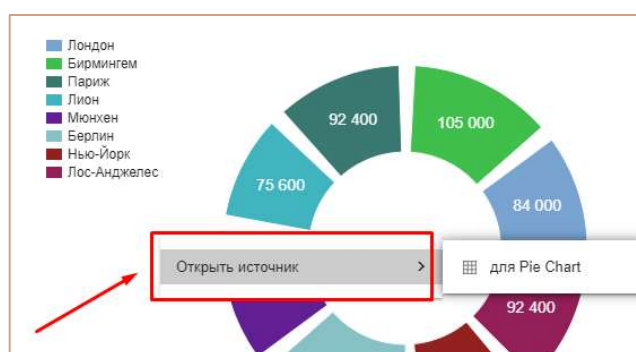 Лондон
Бирмингем
Париж
Лион
Мюнхен
Берлин
Нью-Йорк
Лос-Анджелес
92 400
105 000
75 600
84 000
Открыть источник
для Pie Chart
92 400